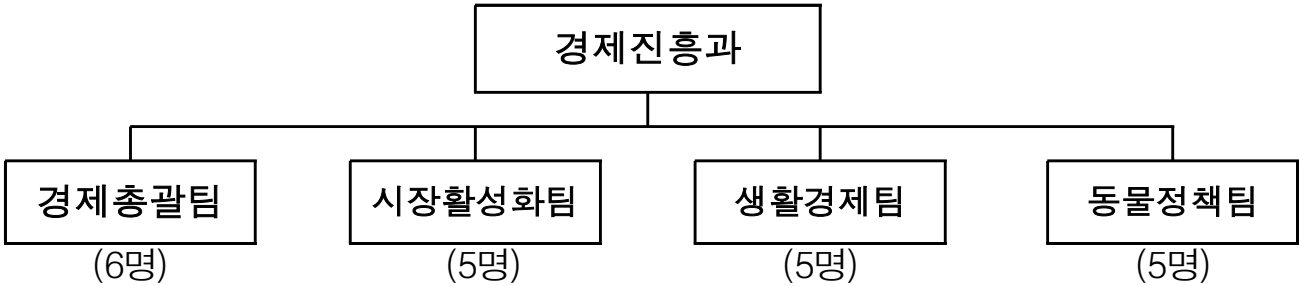 경제진흥과
경제총괄팀 시장활성화팀 생활경제팀 동물정책팀
(6명) (5명) (5명) (5명)